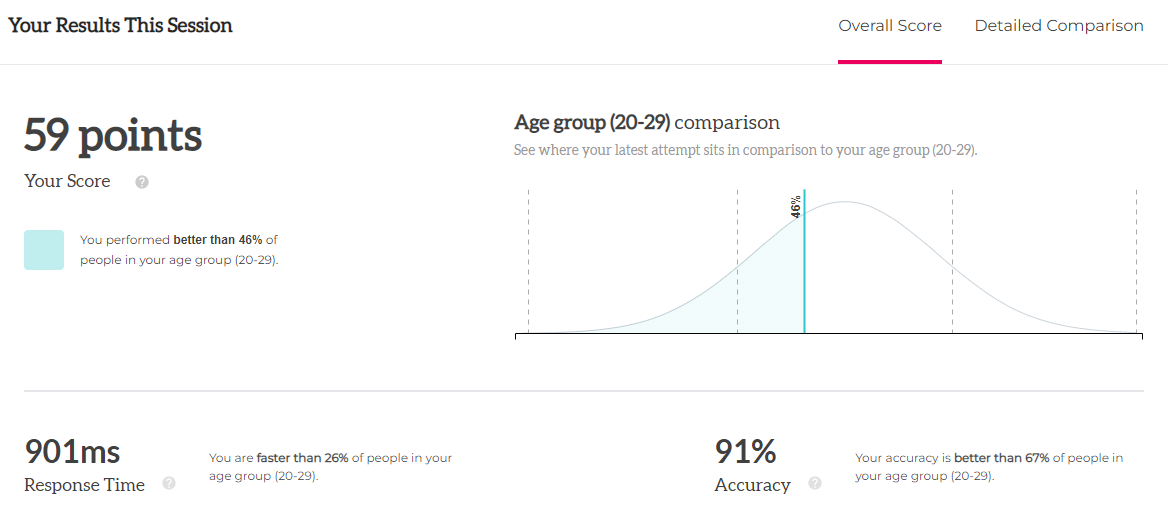 Your Results This Session
Overall Score
Detailed Comparison
59 points
Your Score
?
You performed better than 46% of
people in your age group (20-29).
Age group (20-29) comparison
See where your latest attempt sits in comparison to your age group (20-29).
46%
901ms
Response Time
?
You are faster than 26% of people in your
age group (20-29).
91%
Accuracy
?
Your accuracy is better than 67% of people in
your age group (20-29).